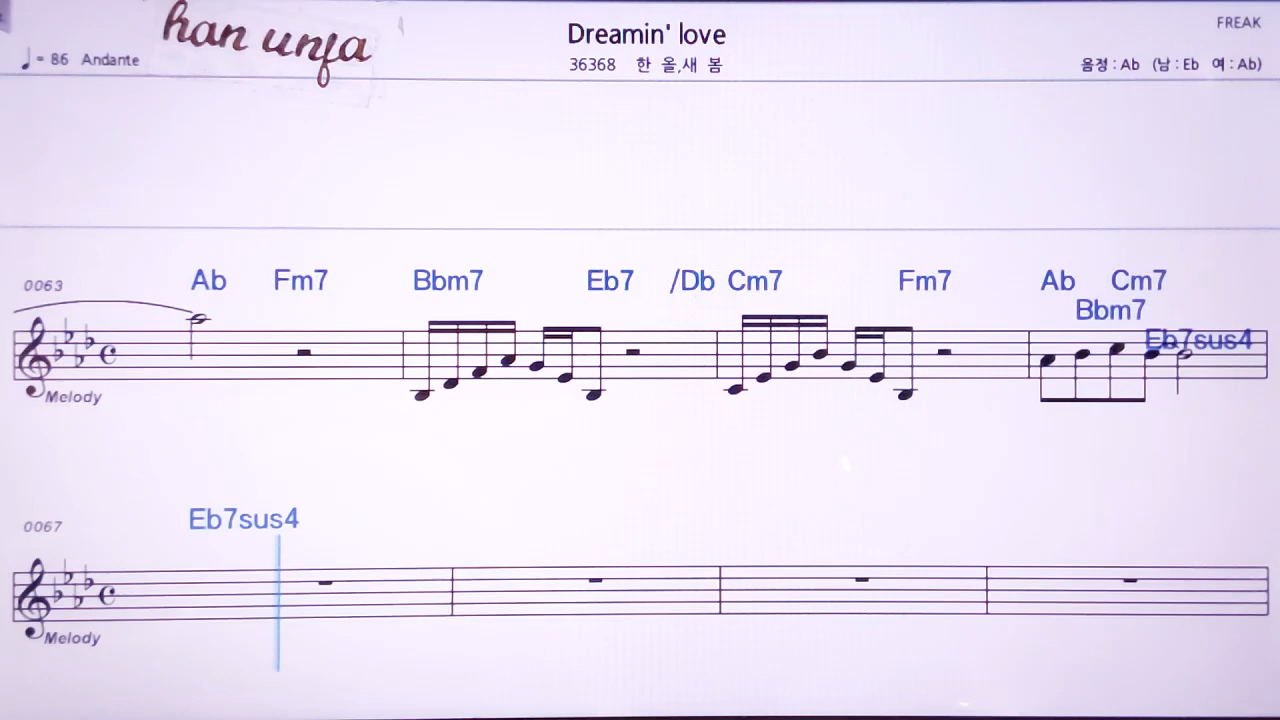 han unja
Dreamin' love
FREAK
♩= 86 Andante
36368 한 올,새 봄
음정 : Ab (남 : Eb 여 : Ab)
0063
Ab Fm7 Bbm7 Eb7 /Db Cm7 Fm7 Ab Cm7
Bbm7
Eb7sus4
Melody
0067
Eb7sus4
Melody